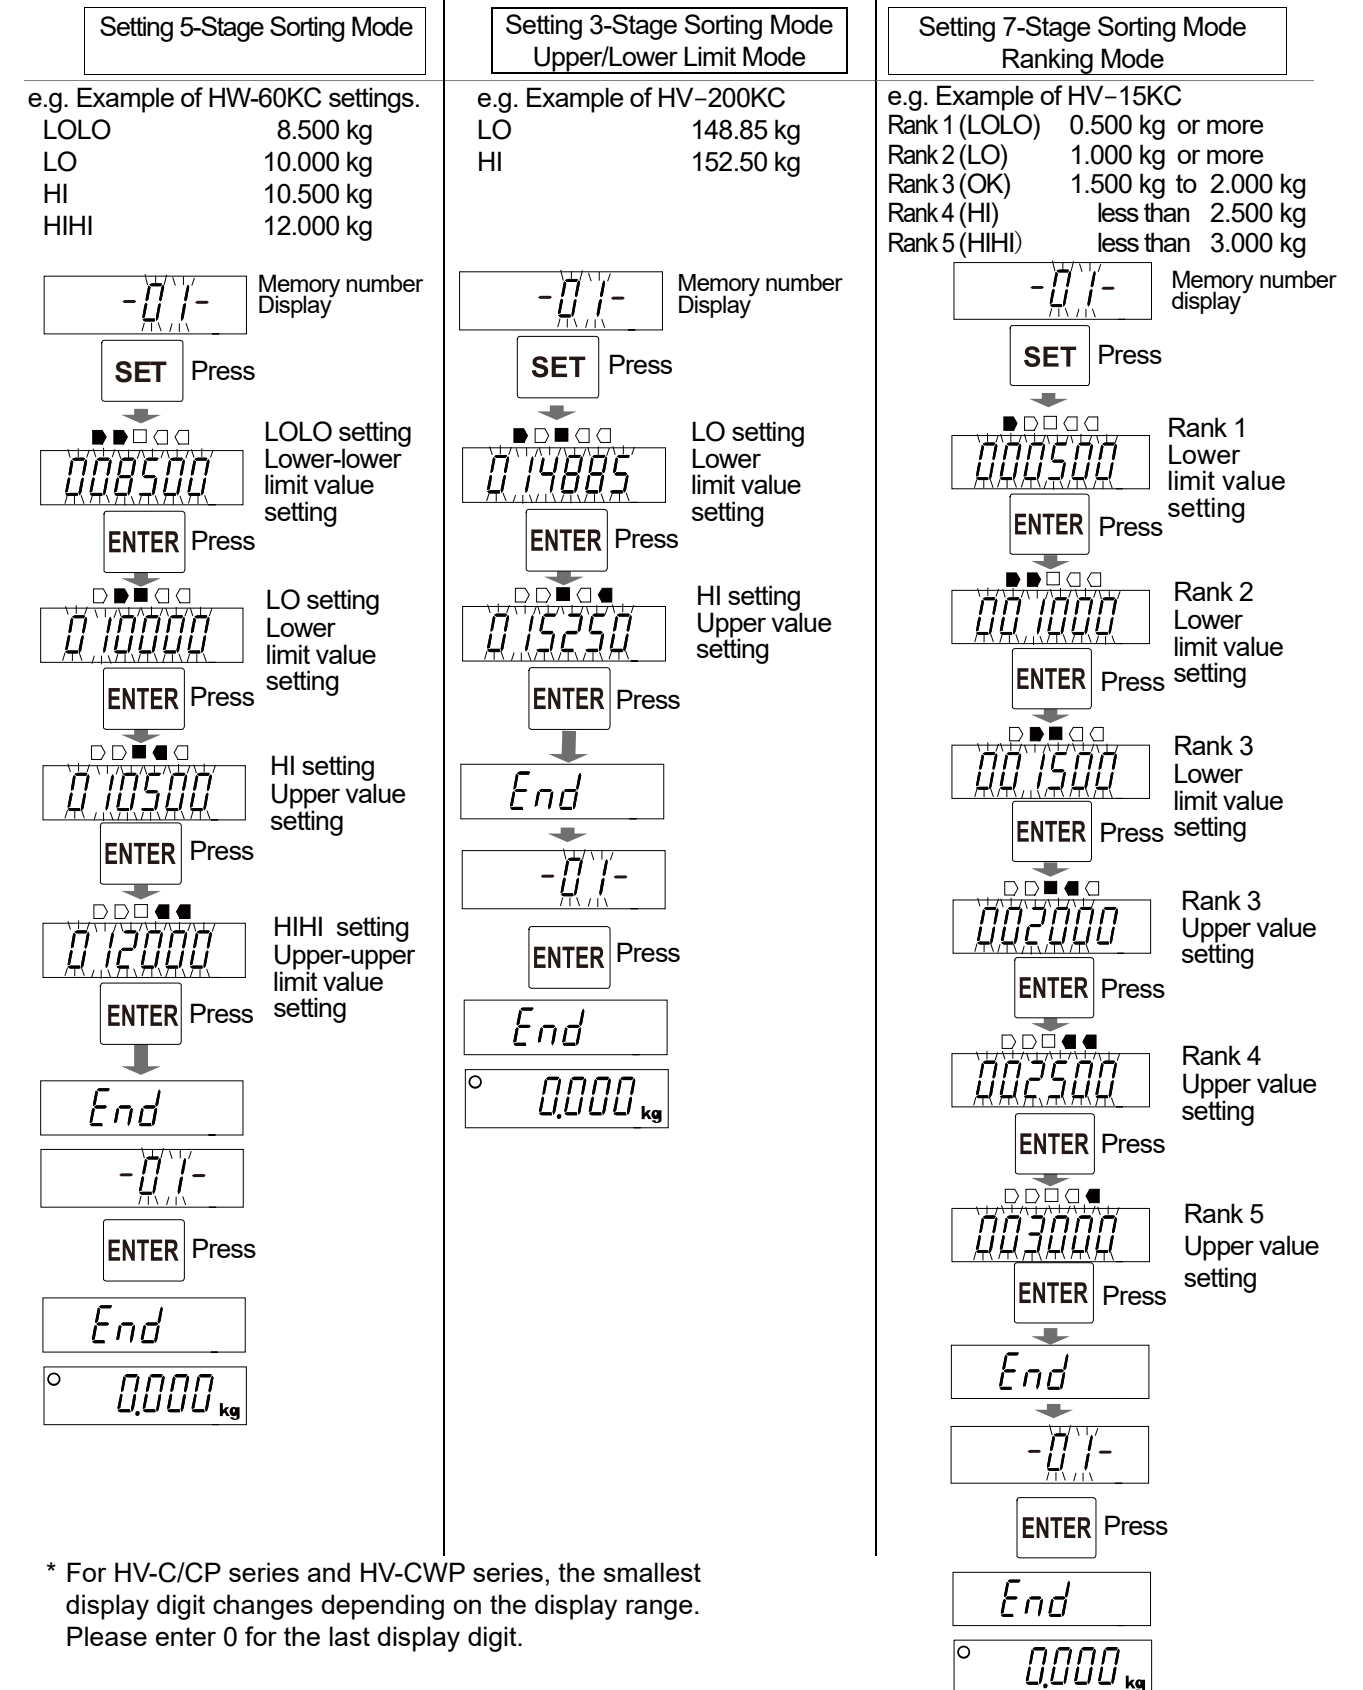 Setting 5-Stage Sorting Mode
e.g. Example of HW-60KC settings.
LOLO 8.500 kg
LO 10.000 kg
HI 10.500 kg
HIHI 12.000 kg
-01-
Memory number
Display
SET Press
008500
LOLO setting
Lower-lower
limit value
setting
ENTER Press
010000
LO setting
Lower
limit value
setting
ENTER Press
010500
HI setting
Upper value
setting
ENTER Press
012000
HIHI setting
Upper-upper
limit value
setting
ENTER Press
End
-01-
ENTER Press
End
0.000 kg
Setting 3-Stage Sorting Mode
Upper/Lower Limit Mode
e.g. Example of HV-200KC
LO 148.85 kg
HI 152.50 kg
-01-
Memory number
Display
SET Press
014885
LO setting
Lower
limit value
setting
ENTER Press
015250
HI setting
Upper value
setting
ENTER Press
End
-01-
ENTER Press
End
0.000 kg
Setting 7-Stage Sorting Mode
Ranking Mode
e.g. Example of HV-15KC
Rank 1 (LOLO) 0.500 kg or more
Rank 2 (LO) 1.000 kg or more
Rank 3 (OK) 1.500 kg to 2.000 kg
Rank 4 (HI) less than 2.500 kg
Rank 5 (HIHI) less than 3.000 kg
-01-
Memory number
display
SET Press
000500
Rank 1
Lower
limit value
setting
ENTER Press
001000
Rank 2
Lower
limit value
setting
ENTER Press
001500
Rank 3
Lower
limit value
setting
ENTER Press
002000
Rank 3
Upper value
setting
ENTER Press
002500
Rank 4
Upper value
setting
ENTER Press
003000
Rank 5
Upper value
setting
ENTER Press
End
-01-
ENTER Press
End
0.000 kg
* For HV-C/CP series and HV-CWP series, the smallest
display digit changes depending on the display range.
Please enter 0 for the last display digit.